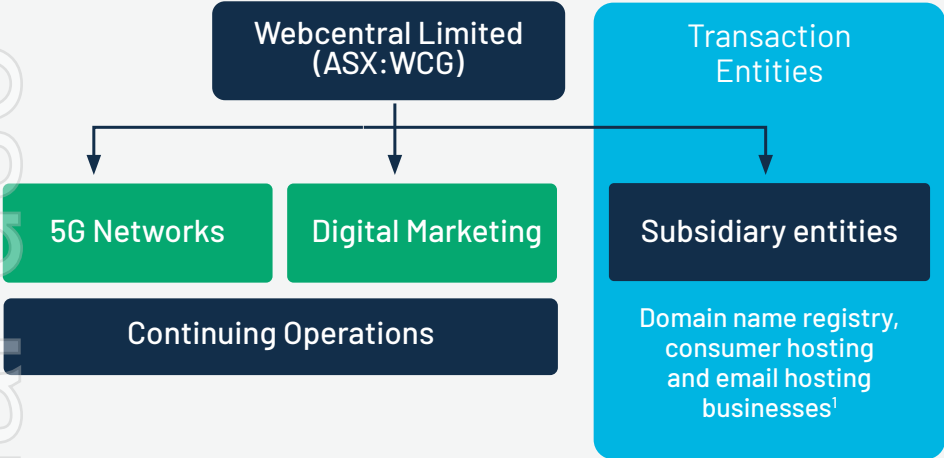 Webcentral Limited
(ASX:WCG)
Transaction
Entities
5G Networks
Digital Marketing
Subsidiary entities
Continuing Operations
Domain name registry,
consumer hosting
and email hosting
businesses¹